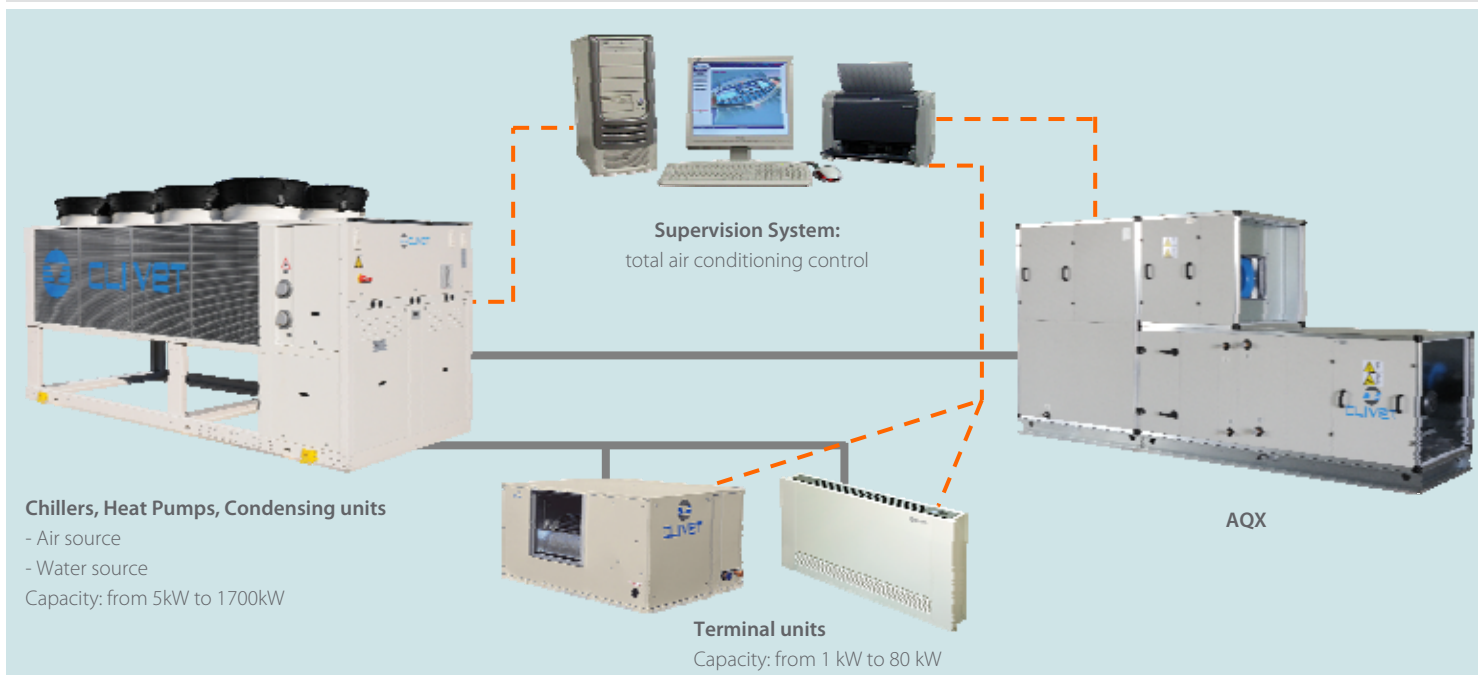 CLIVET
CLIVET
Supervision System:
total air conditioning control
CLIVET
Chillers, Heat Pumps, Condensing units
- Air source
- Water source
Capacity: from 5kW to 1700kW
CLIVET
AQX
Terminal units
Capacity: from 1 kW to 80 kW